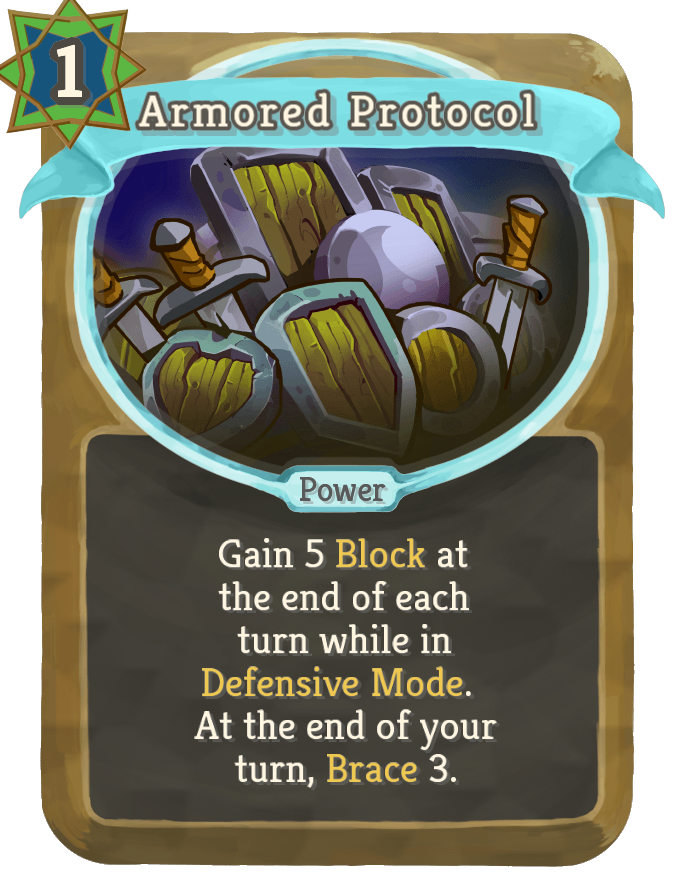 1
Armored Protocol
Power
Gain 5 Block at
the end of each
turn while in
Defensive Mode.
At the end of your
turn, Brace 3.